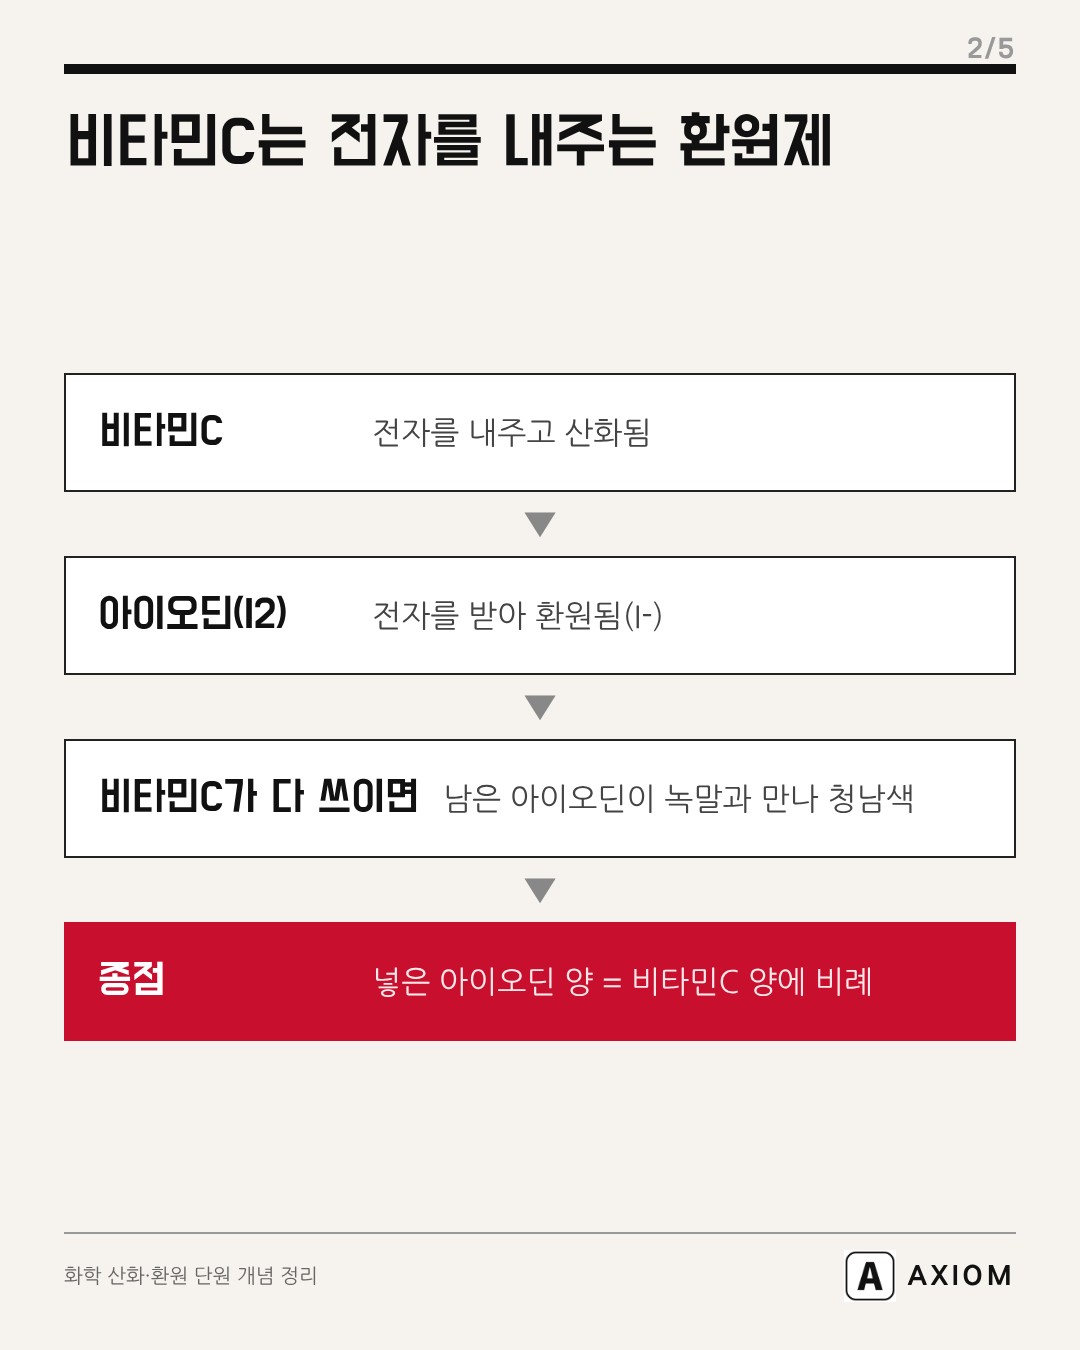 2/5
비타민C는 전자를 내주는 환원제
비타민C 전자를 내주고 산화됨
▼
아이오딘(I2) 전자를 받아 환원됨(I-)
▼
비타민C가 다 쓰이면 남은 아이오딘이 녹말과 만나 청남색
▼
종점 넣은 아이오딘 양 = 비타민C 양에 비례
화학 산화·환원 단원 개념 정리
A AXIOM